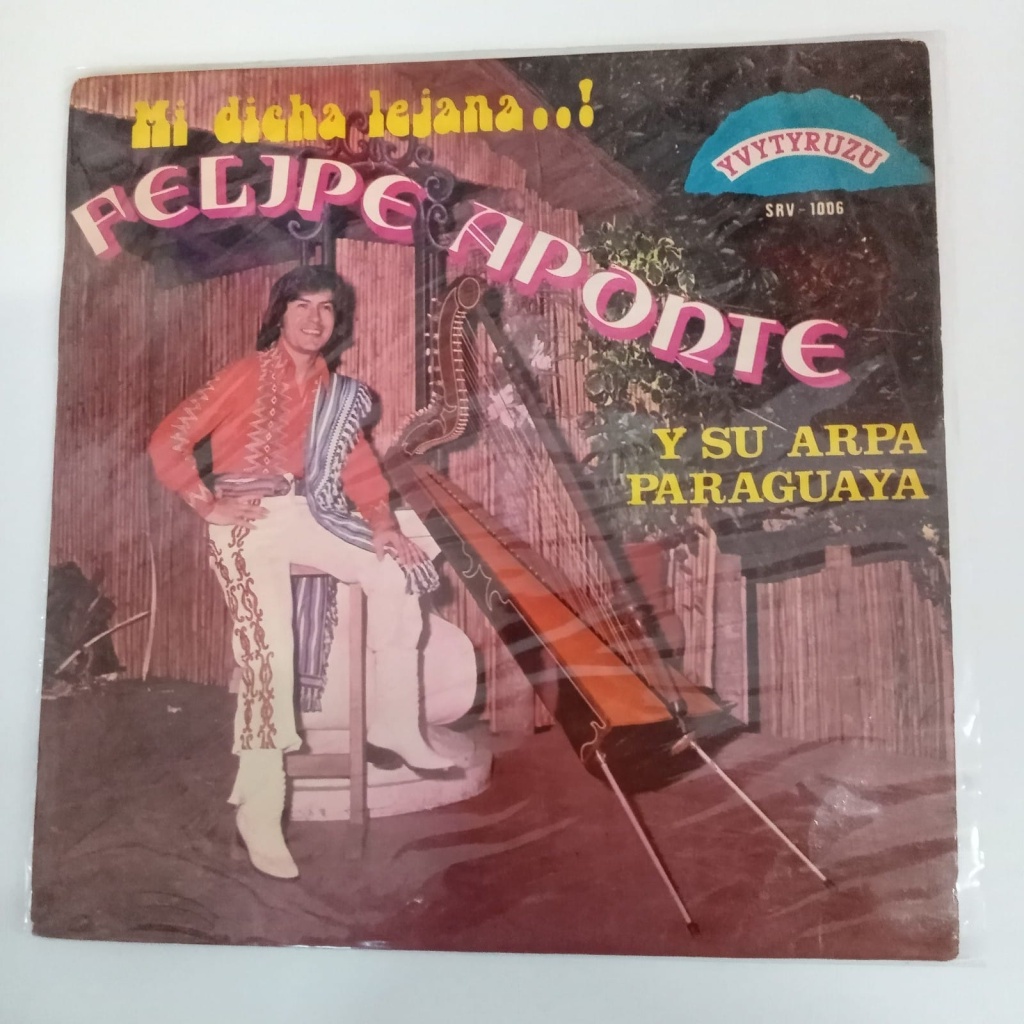 Mi dicha lejana...!
FELIPE APONTE
Y SU ARPA
PARAGUAYA
YVYTYRUZU
SRV - 1006